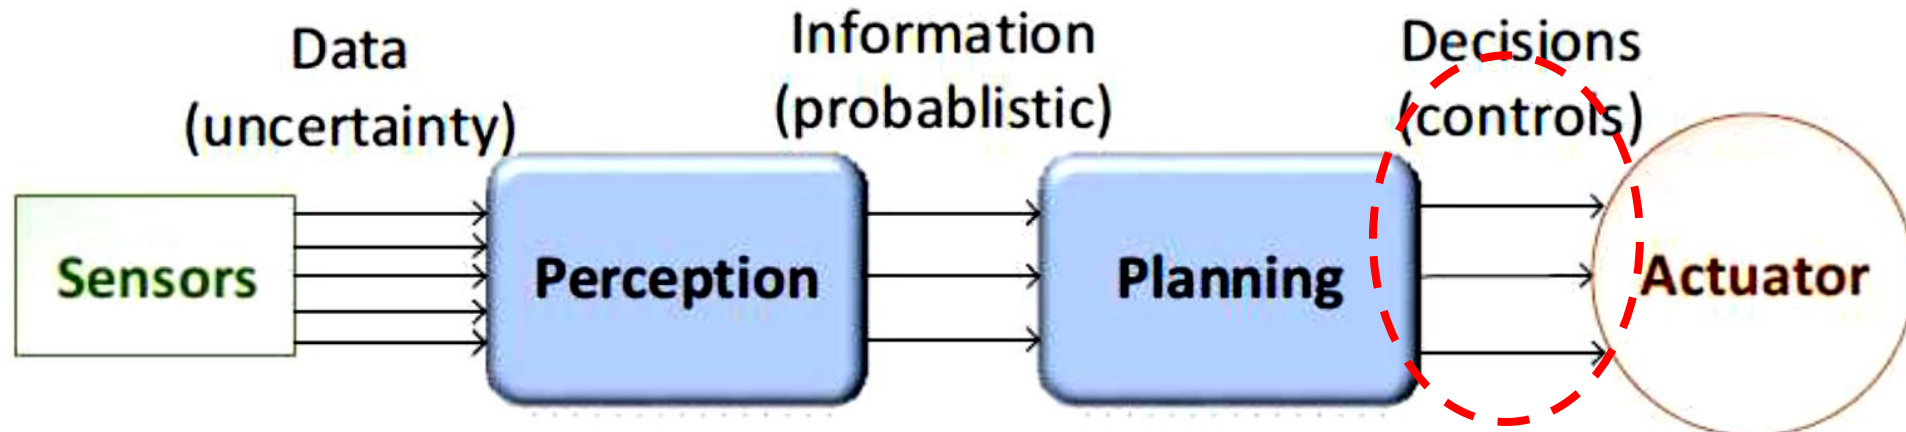 Data
(uncertainty)
Information
(probablistic)
Decisions
(controls)
Sensors
Perception
Planning
Actuator